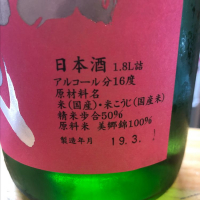 日本酒 1.8L詰
アルコール分16度
原材料名
米(国産)・米こうじ(国産米)
精米歩合50%
原料米 美郷錦100%
製造年月 19.3.